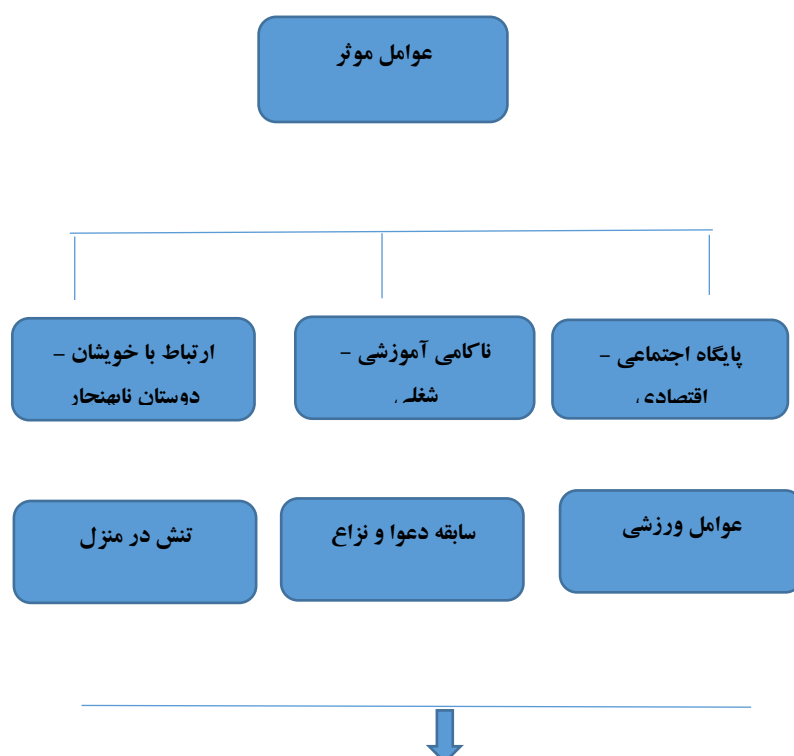 عوامل موثر
پایگاه اجتماعی –
اقتصادی
ناکامی آموزشی –
شغلی
ارتباط با خویشان –
دوستان نابهنجار
عوامل ورزشی
سابقه دعوا و نزاع
تنش در منزل